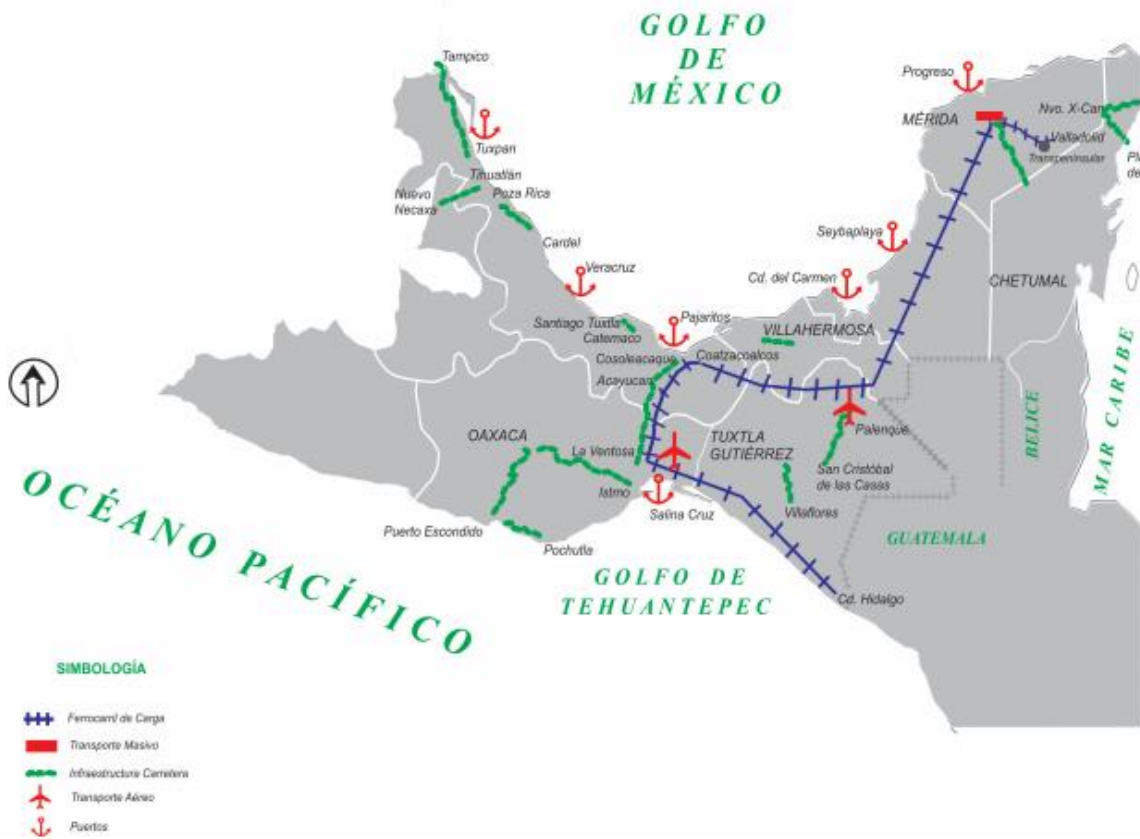 GOLFO
DE
MÉXICO
Tampico
Progreso
Nvo. X-Can
MÉRIDA
Tuxpan
Valladolid
Transpeninsular
Tihuatlán
Nuevo
Necaxa
Poza Rica
Cardel
Seybaplaya
Veracruz
Cd. del Carmen
CHETUMAL
Santiago Tuxtla
Catemaco
Pajaritos
VILLAHERMOSA
Cosoleacaque
Coatzacoalcos
Acayucan
MAR CARIBE
BELICE
OAXACA
La Ventosa
TUXTLA
GUTIÉRREZ
Palenque
San Cristóbal
de las Casas
Istmo
Salina Cruz
Villaflores
Puerto Escondido
Pochutla
GUATEMALA
OCÉANO PACÍFICO
GOLFO DE
TEHUANTEPEC
Cd. Hidalgo
SIMBOLOGÍA
Ferrocarril de Carga
Transporte Masivo
Infraestructura Carretera
Transporte Aéreo
Puertos